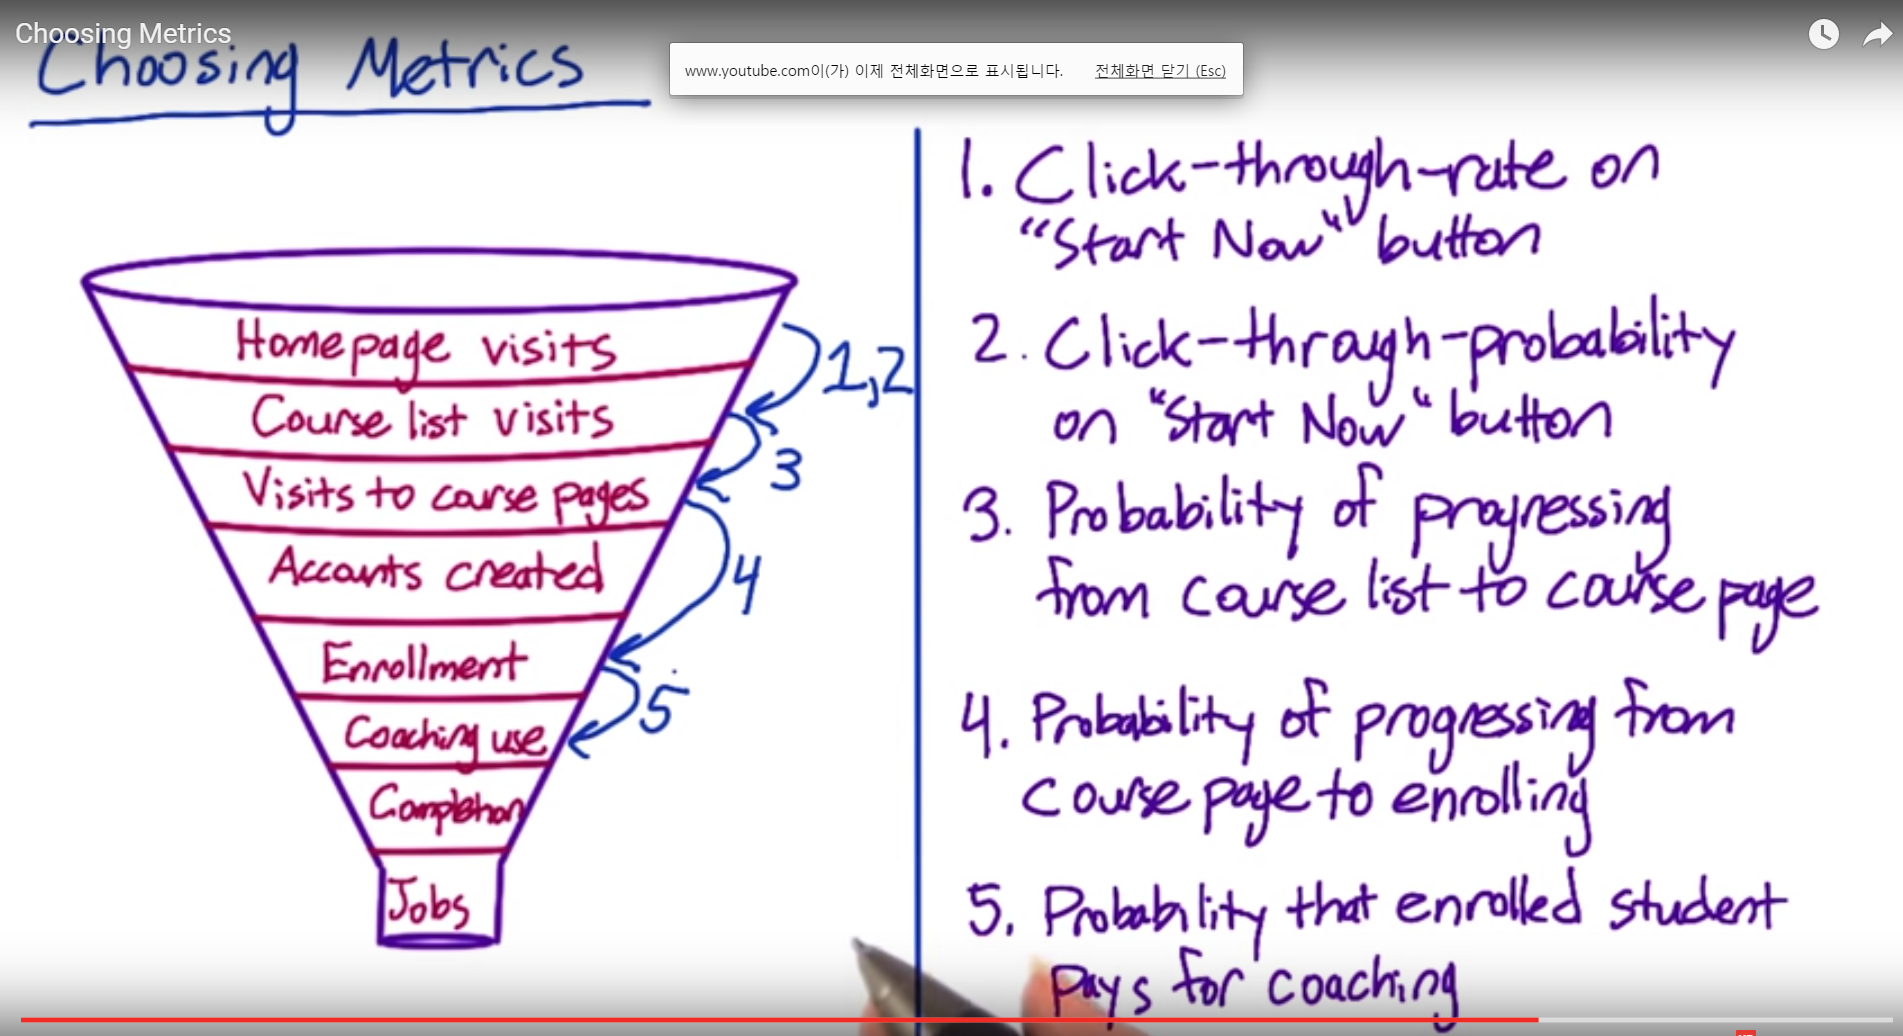 Choosing Metrics
Choosing Metrics
www.youtube.com이(가) 이제 전체화면으로 표시됩니다. 전체화면 닫기 (Esc)
Homepage visits
Course list visits
Visits to course pages
Accounts created
Enrollment
Coaching use
Completion
Jobs
1,2
3
4
5
1. Click-through-rate on
"Start Now" button
2. Click-through-probability
on "Start Now" button
3. Probability of progressing
from course list to course page
4. Probability of progressing from
course page to enrolling
5. Probability that enrolled student
pays for coaching